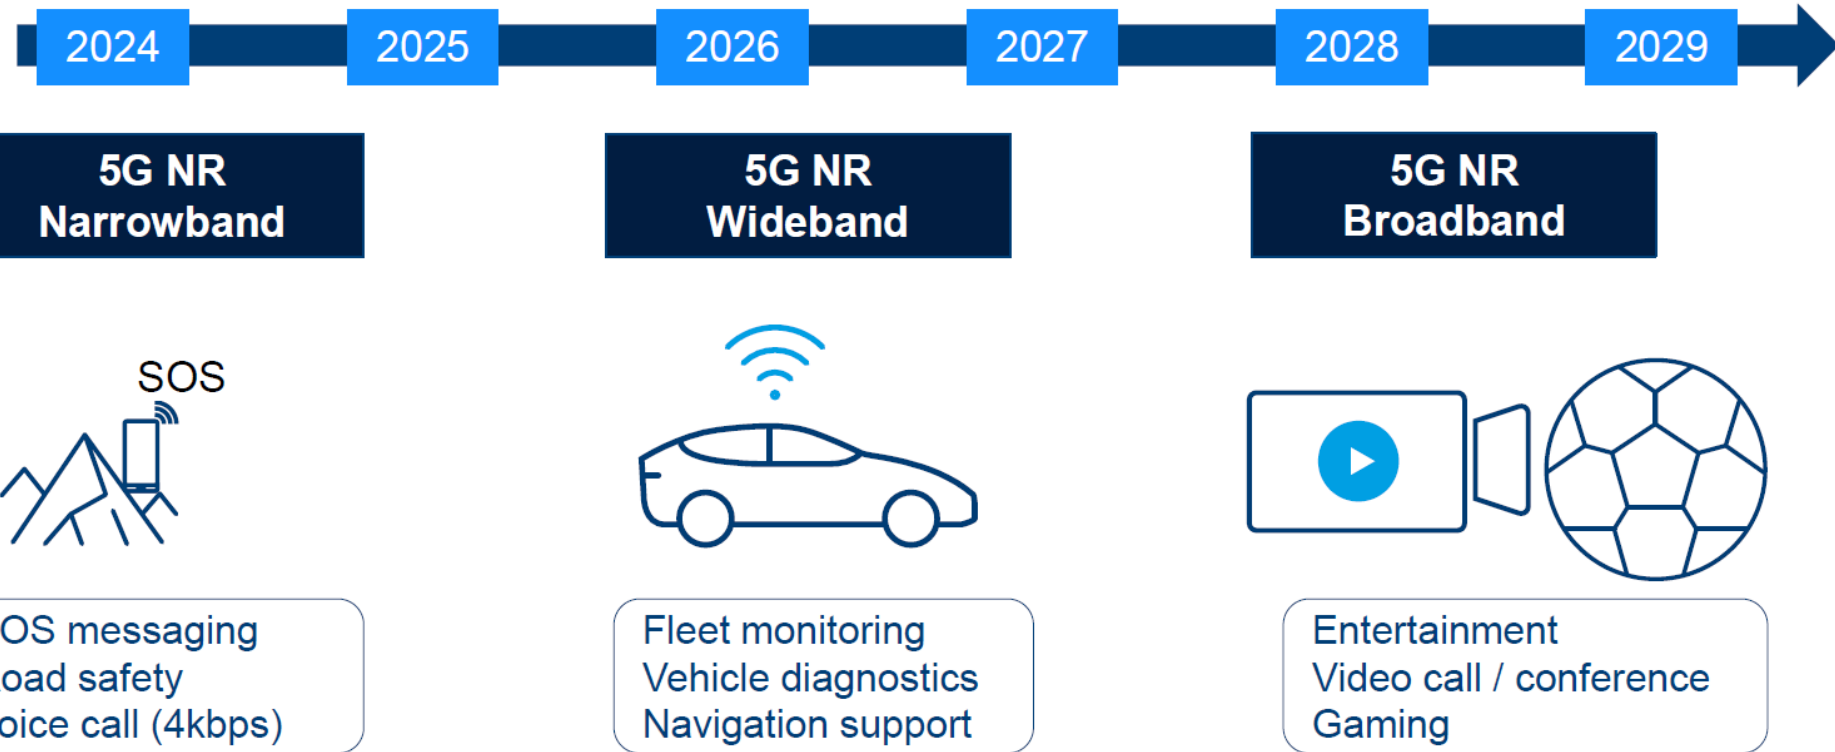 2024 2025 2026 2027 2028 2029
5G NR
Narrowband
5G NR
Wideband
5G NR
Broadband
SOS
OS messaging
oad safety
oice call (4kbps)
Fleet monitoring
Vehicle diagnostics
Navigation support
Entertainment
Video call / conference
Gaming